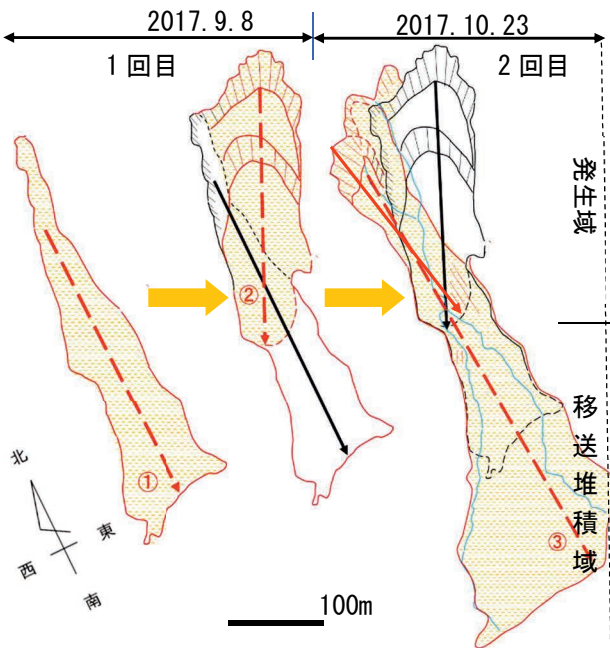 2017.9.8
2017.10.23
1回目
2回目
発生域
②
移送堆積域
①
③
北
東
西
南
100m